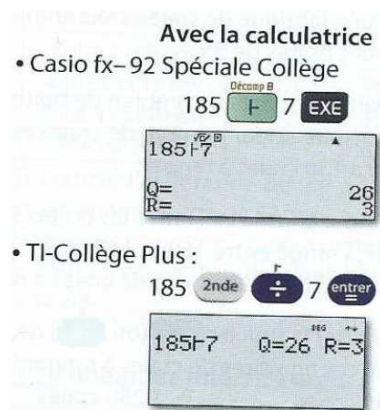 Avec la calculatrice
• Casio fx–92 Spéciale Collège
Décomp B
185 ⊢ 7 EXE
185⊢7
Q= 26
R= 3
• TI-Collège Plus :
r
185 2nde ÷ 7 entrer
=
DEG
185⊢7 Q=26 R=3